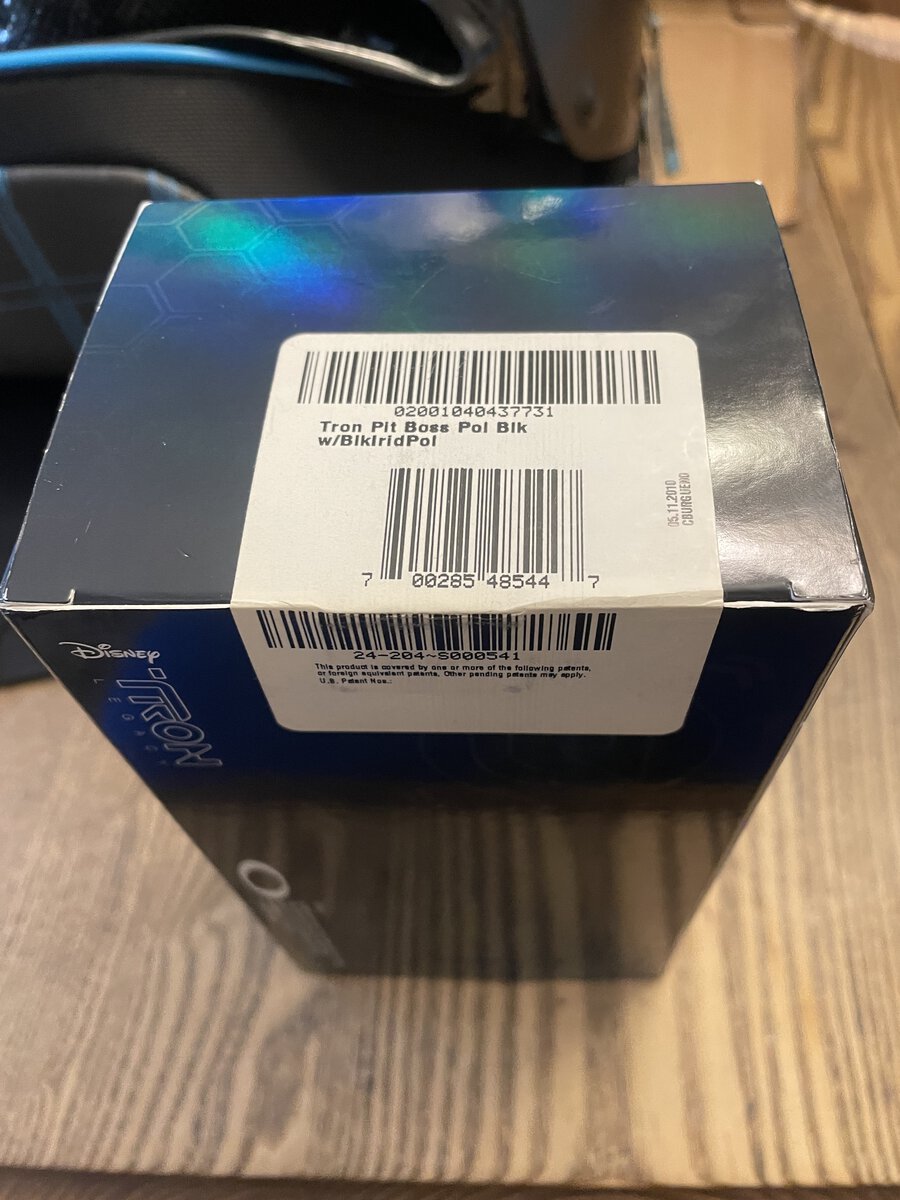 02001040437731
Tron Pit Boss Pol Blk
w/BlkIridPol
05.11.2010
CBURGUENO
7 00285 48544 7
24-204~S000541
This product is covered by one or more of the following patents,
or foreign equivalent patents, Other pending patents may apply.
U.S. Patent Nos.:
Disney
TRON
LEGACY